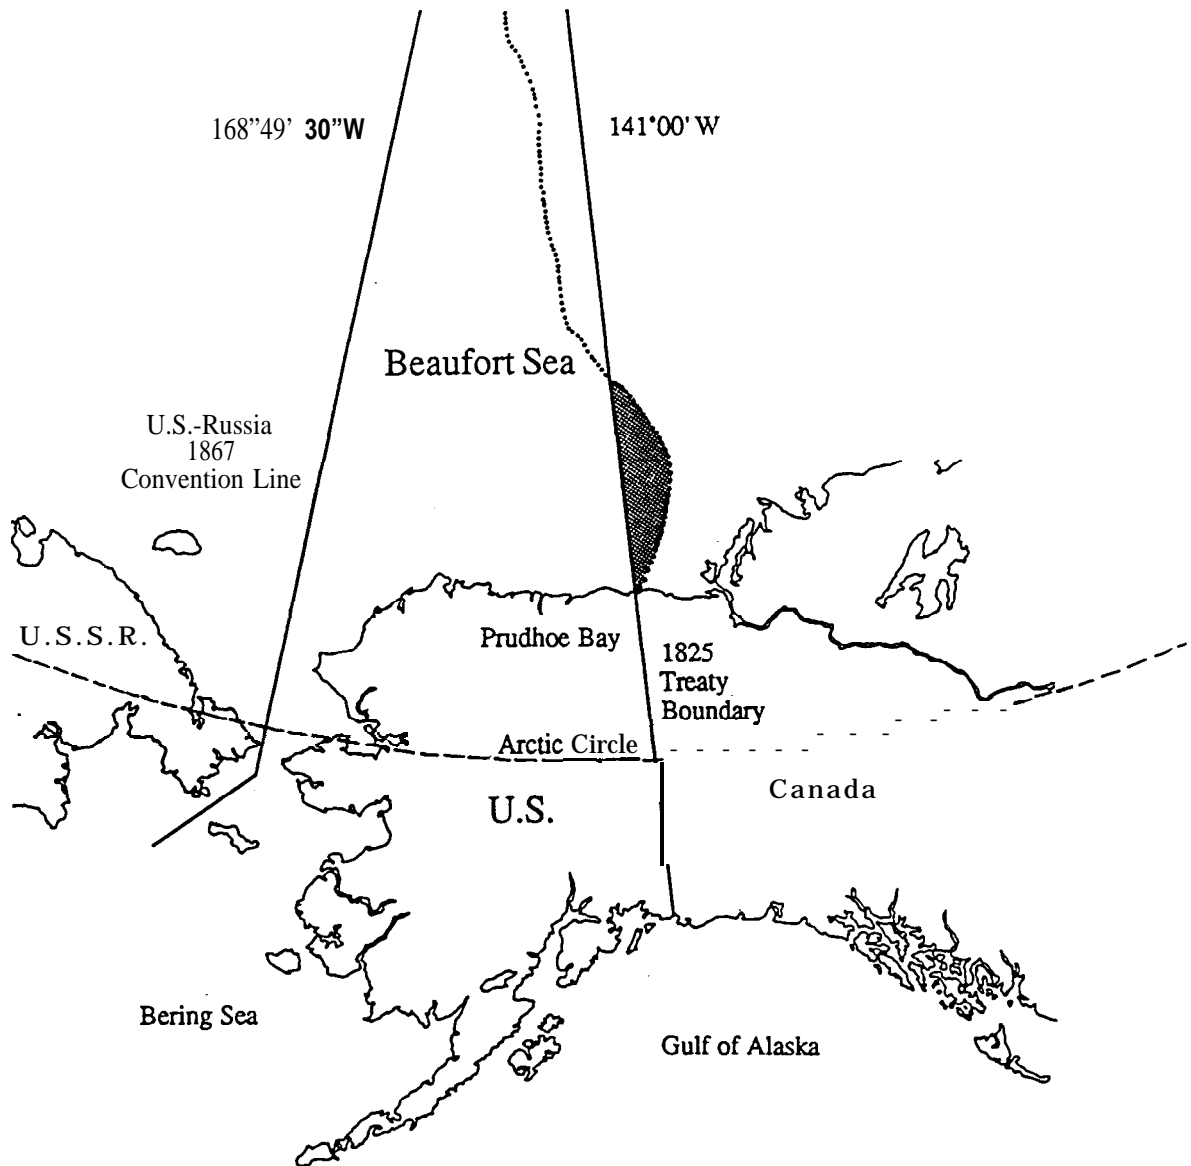 168"49' 30"W
141°00' W
Beaufort Sea
U.S.-Russia
1867
Convention Line
U.S.S.R.
Prudhoe Bay
1825
Treaty
Boundary
Arctic Circle
Canada
U.S.
Bering Sea
Gulf of Alaska